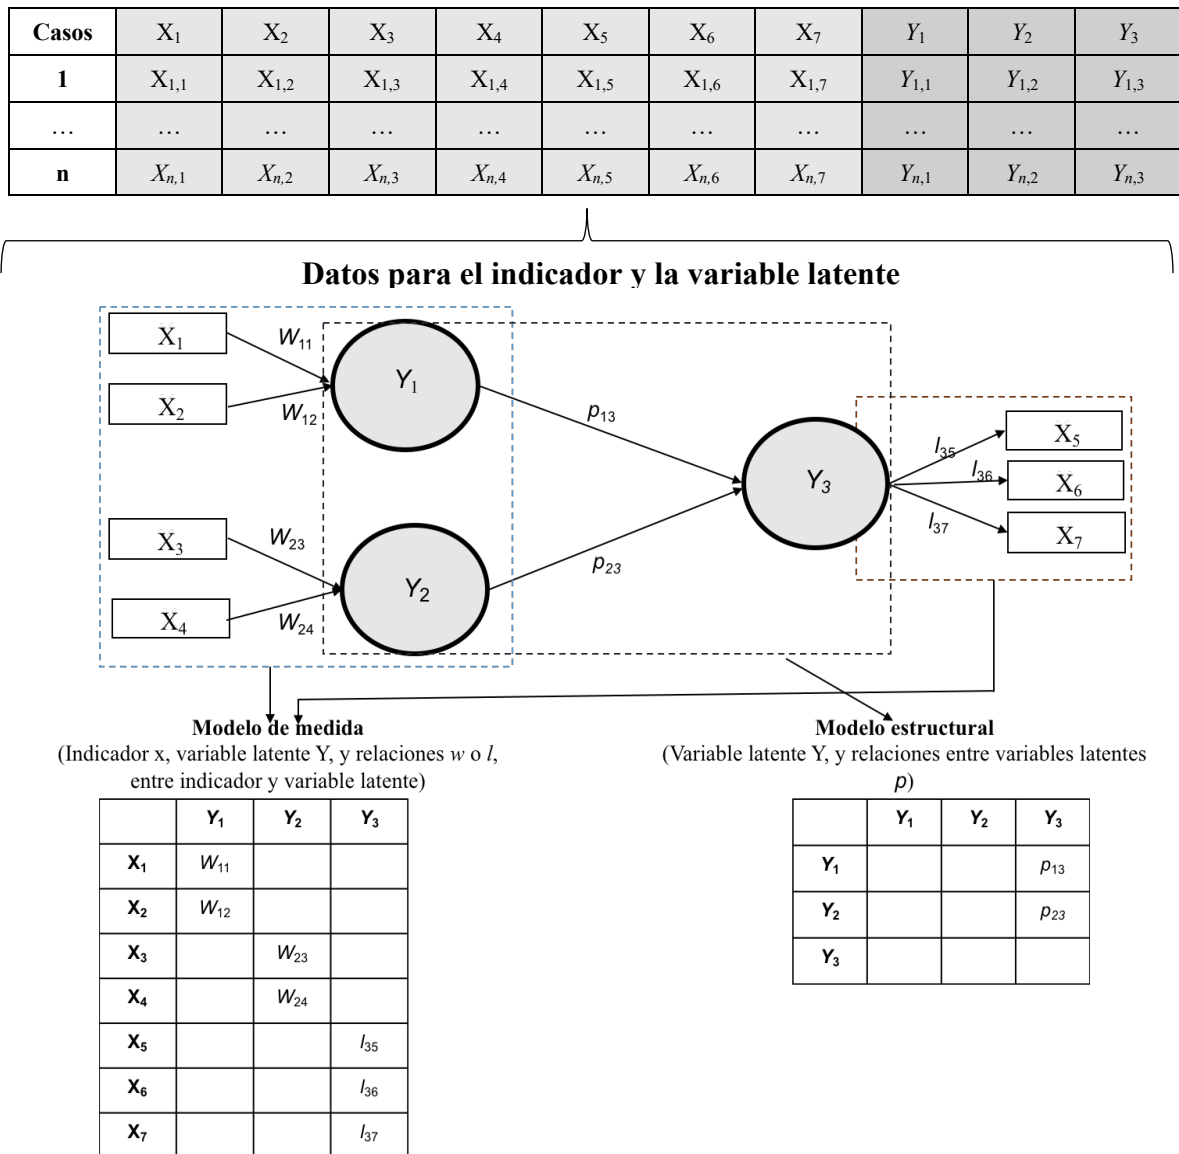 Casos X1 X2 X3 X4 X5 X6 X7 Y1 Y2 Y3
1 X1,1 X1,2 X1,3 X1,4 X1,5 X1,6 X1,7 Y1,1 Y1,2 Y1,3
… … … … … … … … … … …
n Xn,1 Xn,2 Xn,3 Xn,4 Xn,5 Xn,6 Xn,7 Yn,1 Yn,2 Yn,3
Datos para el indicador y la variable latente
X1
W11
Y1
X2
W12
p13
X5
l35
Y3
l36
X6
l37
X7
X3
W23
p23
Y2
X4
W24
Modelo de medida
(Indicador x, variable latente Y, y relaciones w o l,
entre indicador y variable latente)
Modelo estructural
(Variable latente Y, y relaciones entre variables latentes
p)
Y1 Y2 Y3
X1 W11
X2 W12
X3 W23
X4 W24
X5 l35
X6 l36
X7 l37
Y1 Y2 Y3
Y1 p13
Y2 p23
Y3